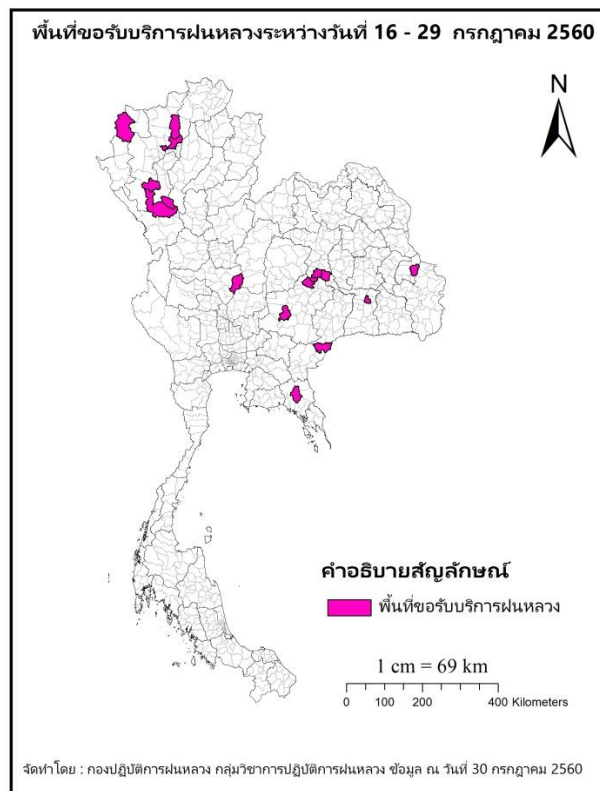 พื้นที่ขอรับบริการฝนหลวงระหว่างวันที่ 16 - 29 กรกฎาคม 2560
N
คำอธิบายสัญลักษณ์
พื้นที่ขอรับบริการฝนหลวง
1 cm = 69 km
0 100 200 300 400 Kilometers
จัดทำโดย : กองปฏิบัติการฝนหลวง กลุ่มวิชาการปฏิบัติการฝนหลวง ข้อมูล ณ วันที่ 30 กรกฎาคม 2560